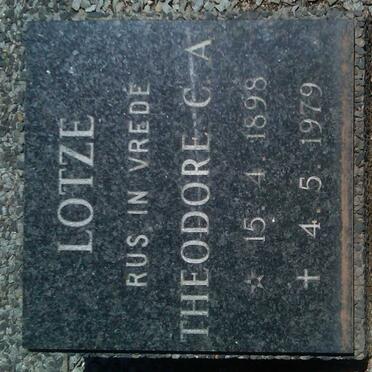 LOTZE
RUS IN VREDE
THEODORE. C. A
☆ 15. 4. 1898
✝ 4. 5. 1979